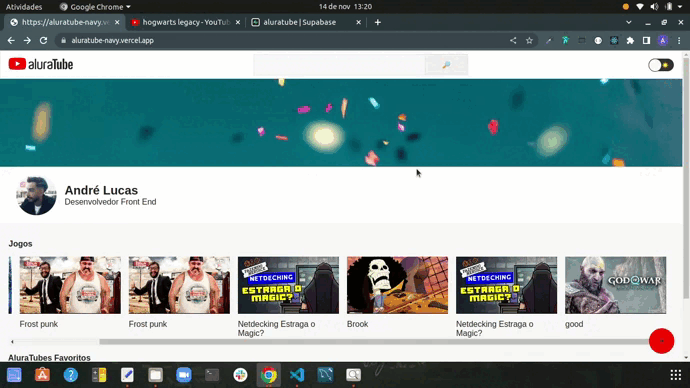 Atividades
Google Chrome
14 de nov 13:20
https://aluratube-navy.ve
hogwarts legacy - YouTub
aluratube | Supabase
aluratube-navy.vercel.app
aluraTube
André Lucas
Desenvolvedor Front End
Jogos
NETDECHING
ESTRAGA O
MAGIC?
NETDECHING
ESTRAGA O
MAGIC?
GOD OF WAR
Frost punk
Frost punk
Netdecking Estraga o
Magic?
Brook
Netdecking Estraga o
Magic?
good
AluraTubes Favoritos